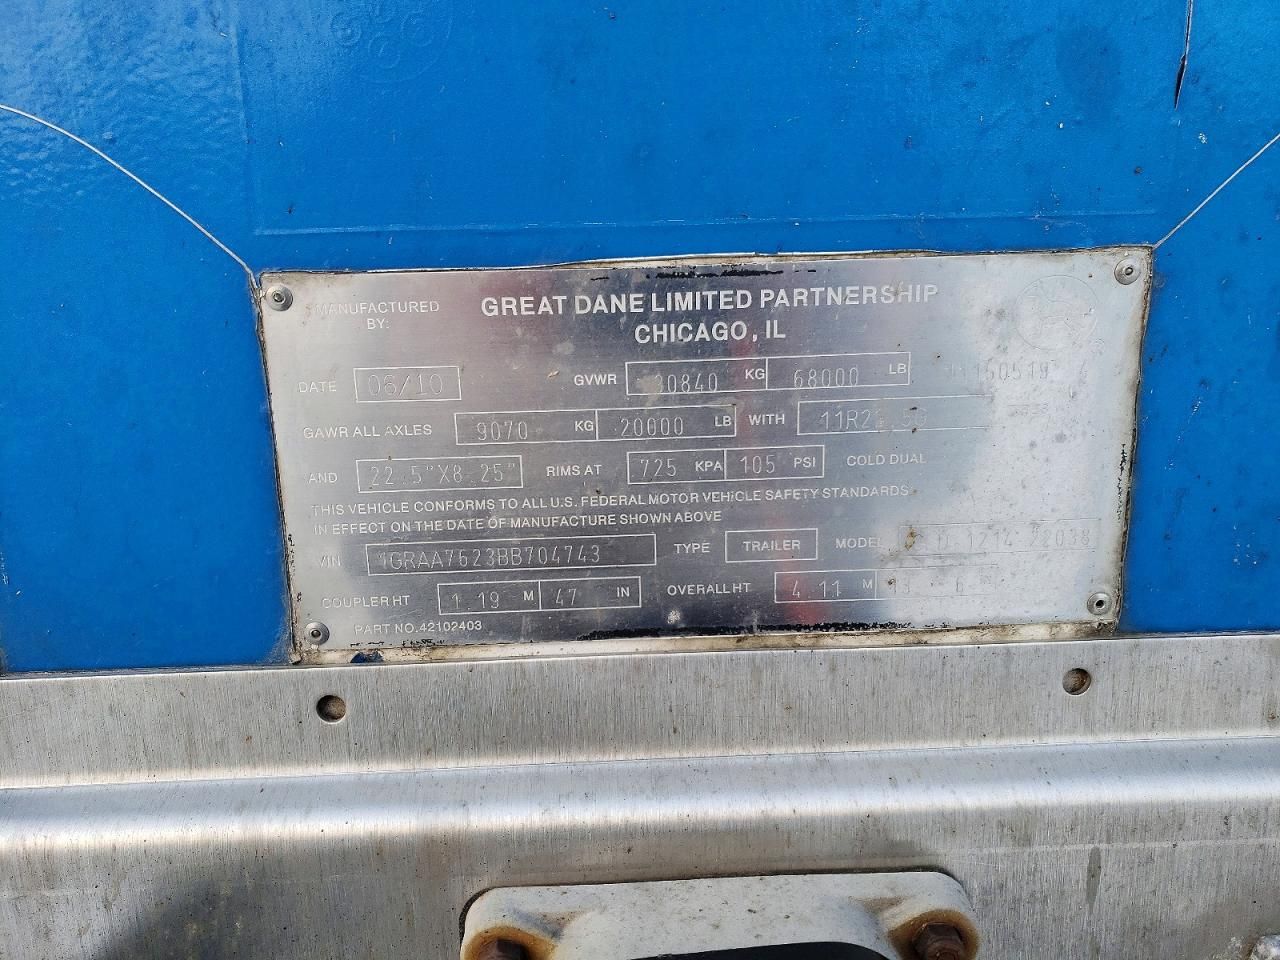 MANUFACTURED BY: GREAT DANE LIMITED PARTNERSHIP
CHICAGO, IL
DATE 06/10 GVWR 30840 KG 68000 LB
GAWR ALL AXLES 9070 KG 20000 LB WITH
AND 22.5"X8.25" RIMS AT 725 KPA 105 PSI COLD DUAL
THIS VEHICLE CONFORMS TO ALL U.S. FEDERAL MOTOR VEHICLE SAFETY STANDARDS
IN EFFECT ON THE DATE OF MANUFACTURE SHOWN ABOVE
VIN 1GRAA7623BB704743 TYPE TRAILER MODEL
COUPLER HT 1.19 M 47 IN OVERALL HT 4.11 M
PART NO.42102403